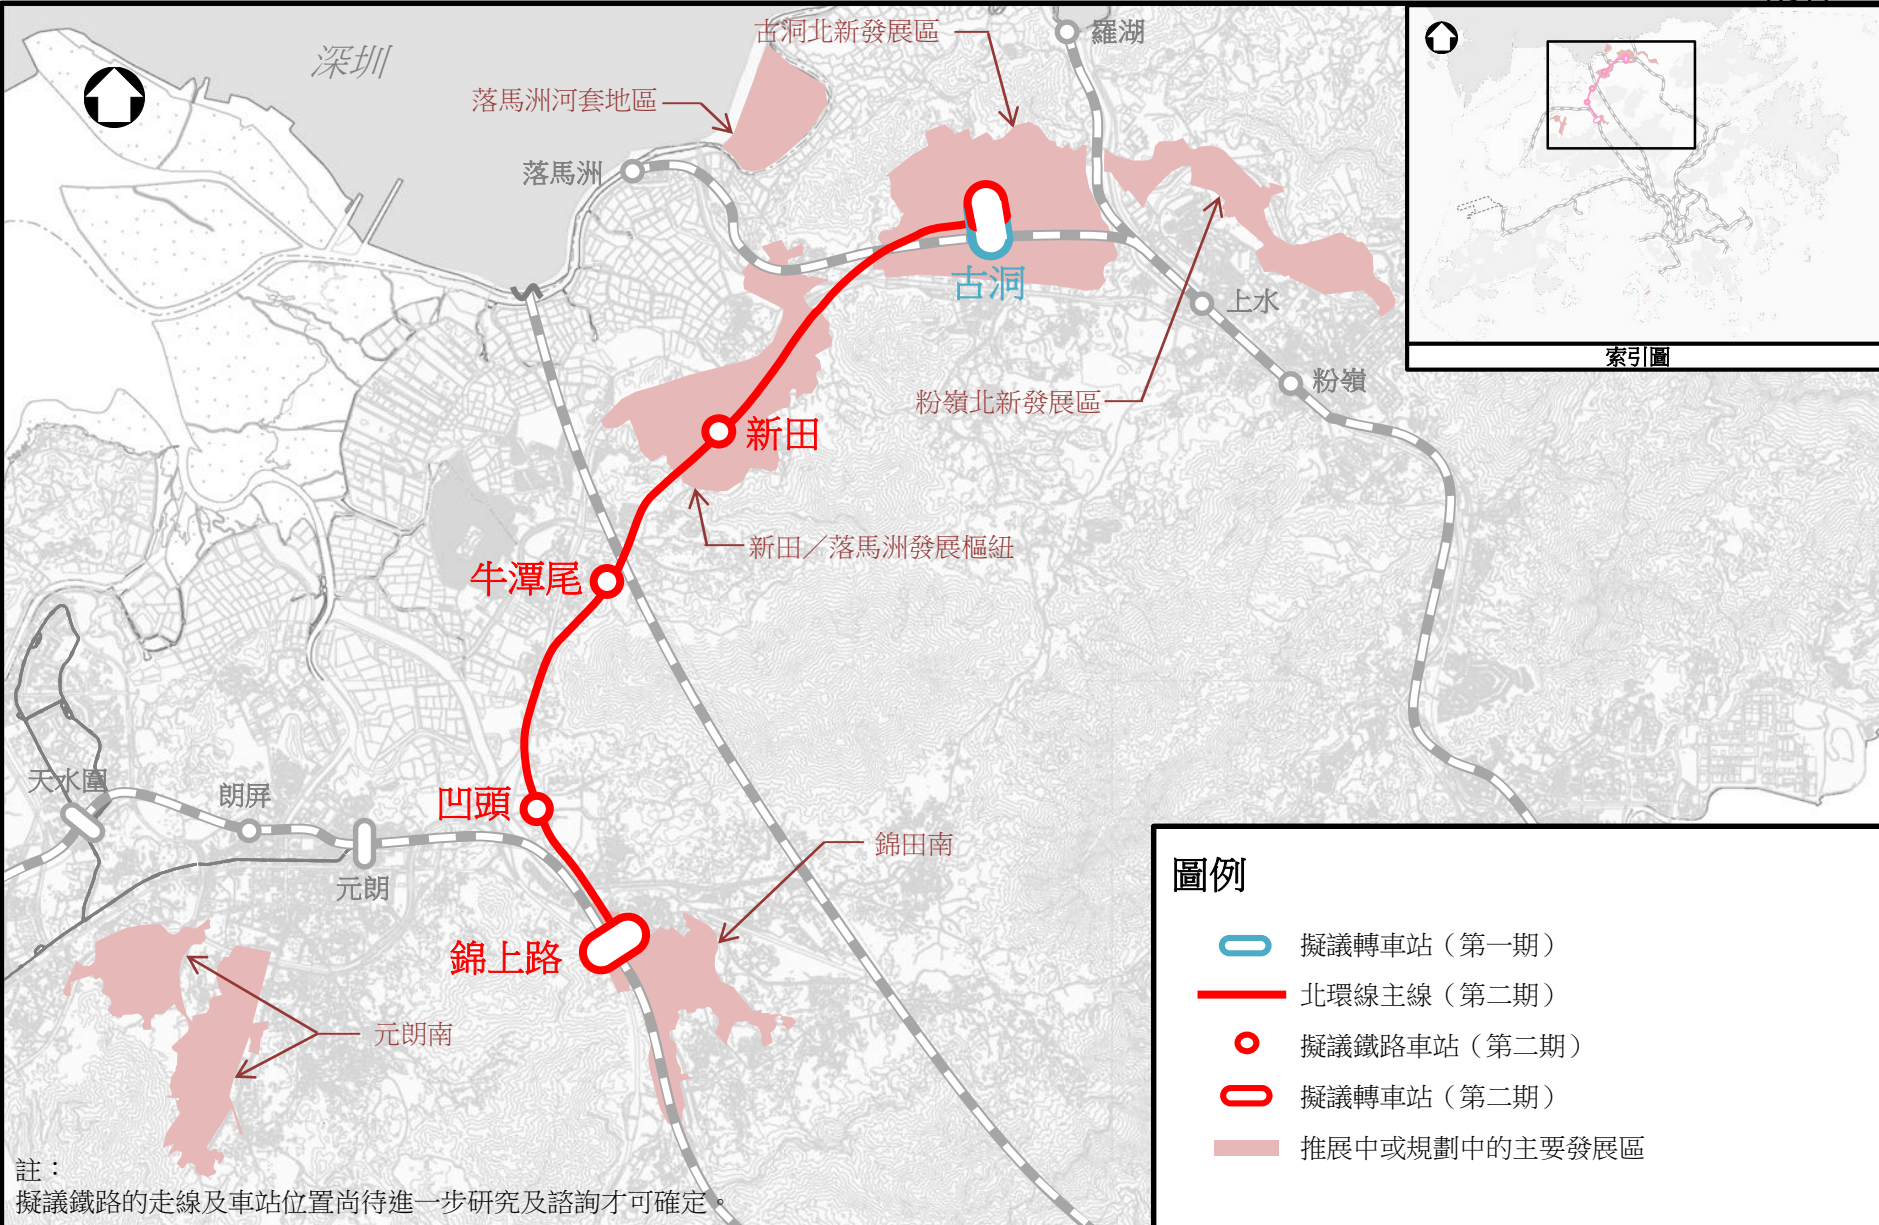 深圳
古洞北新發展區
羅湖
落馬洲河套地區
落馬洲
古洞
上水
索引圖
粉嶺
粉嶺北新發展區
新田
新田／落馬洲發展樞紐
牛潭尾
天水圍
朗屏
凹頭
元朗
錦田南
錦上路
元朗南
圖例
擬議轉車站（第一期）
北環線主線（第二期）
擬議鐵路車站（第二期）
擬議轉車站（第二期）
推展中或規劃中的主要發展區
註：
擬議鐵路的走線及車站位置尚待進一步研究及諮詢才可確定。